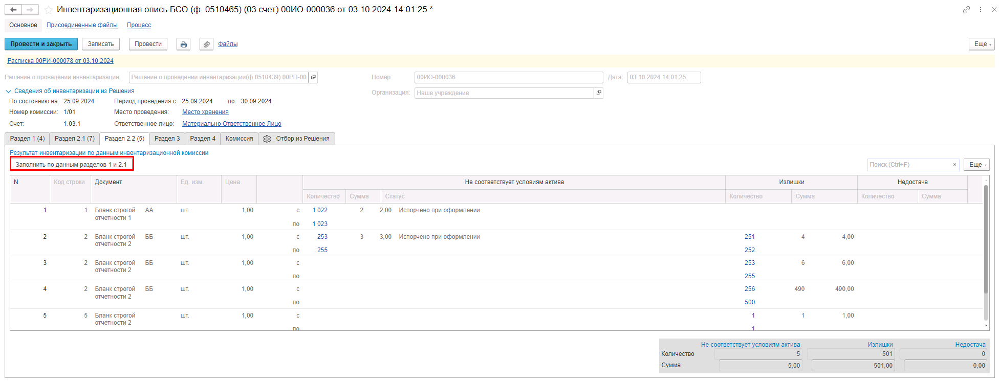 Инвентаризационная опись БСО (ф. 0510465) (03 счет) 00ИО-000036 от 03.10.2024 14:01:25 *
Основное Присоединенные файлы Процесс
Провести и закрыть Записать Провести Файлы Еще
Расписка 00РИ-000078 от 03.10.2024
Решение о проведении инвентаризации: Решение о проведении инвентаризации(ф.0510439) 00РП-00 Номер: 00ИО-000036 Дата: 03.10.2024 14:01:25
Сведения об инвентаризации из Решения Организация: Наше учреждение
По состоянию на: 25.09.2024 Период проведения с: 25.09.2024 по: 30.09.2024
Номер комиссии: 1/01 Место проведения: Место хранения
Счет: 1.03.1 Ответственное лицо: Материально Ответственное Лицо
Раздел 1 (4) Раздел 2.1 (7) Раздел 2.2 (5) Раздел 3 Раздел 4 Комиссия Отбор из Решения
Результат инвентаризации по данным инвентаризационной комиссии
Заполнить по данным разделов 1 и 2.1 Поиск (Ctrl+F) × Еще
N Код строки Документ Ед. изм. Цена Не соответствует условиям актива Излишки Недостача
Количество Сумма Статус Количество Сумма Количество Сумма
1 1 Бланк строгой АА шт. 1,00 с 1 022 2 2,00 Испорчено при оформлении
отчетности 1
по 1 023
2 2 Бланк строгой ББ шт. 1,00 с 253 3 3,00 Испорчено при оформлении 251 4 4,00
отчетности 2
по 255 252
3 2 Бланк строгой ББ шт. 1,00 с 253 6 6,00
отчетности 2
по 255
4 2 Бланк строгой ББ шт. 1,00 с 256 490 490,00
отчетности 2
по 500
5 5 Бланк строгой шт. 1,00 с 1 1 1,00
отчетности 2
по 1
Не соответствует условиям актива Излишки Недостача
Количество 5 501 0
Сумма 5,00 501,00 0,00